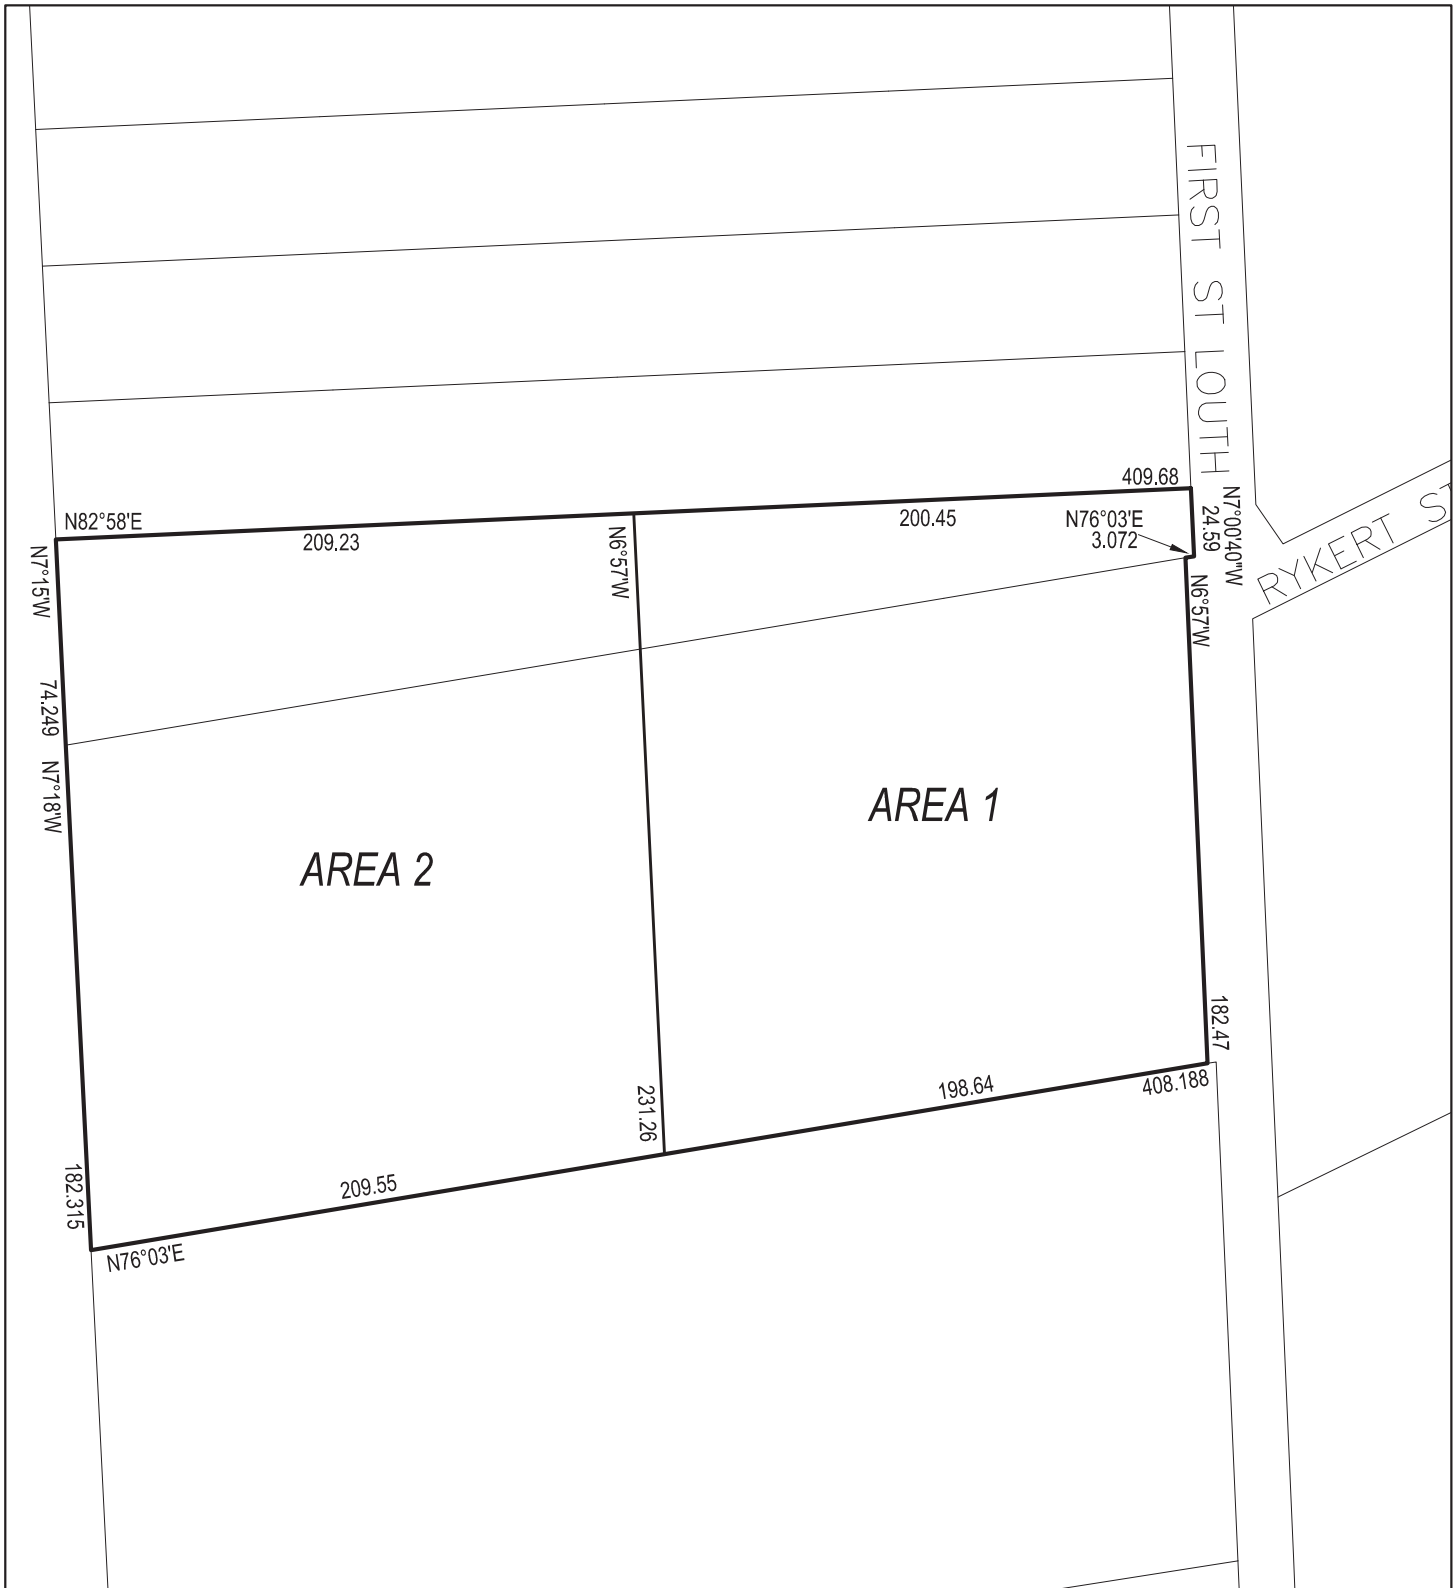 FIRST ST LOUTH
409.68
N82°58'E
209.23
200.45
N76°03'E
3.072
N7°00'40"W
24.59
RYKERT ST
N7°15'W
N6°57'W
N6°57'W
74.249
N7°18'W
AREA 1
AREA 2
182.47
231.26
198.64
408.188
182.315
209.55
N76°03'E